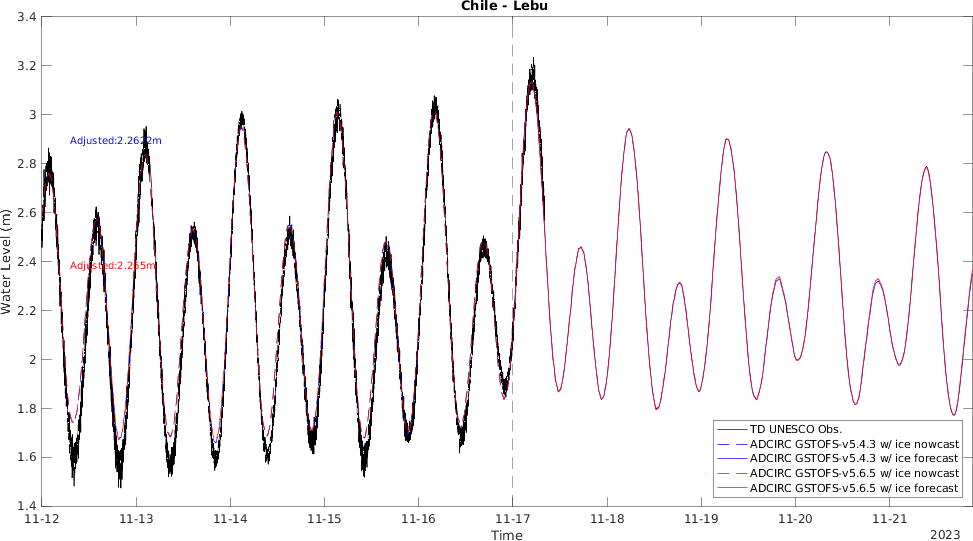 Chile - Lebu
3.4
3.2
3
2.8
2.6
2.4
2.2
2
1.8
1.6
1.4
Water Level (m)
Adjusted:2.2622m
Adjusted:2.265m
TD UNESCO Obs.
ADCIRC GSTOFS-v5.4.3 w/ ice nowcast
ADCIRC GSTOFS-v5.4.3 w/ ice forecast
ADCIRC GSTOFS-v5.6.5 w/ ice nowcast
ADCIRC GSTOFS-v5.6.5 w/ ice forecast
11-12 11-13 11-14 11-15 11-16 11-17 11-18 11-19 11-20 11-21
Time
2023